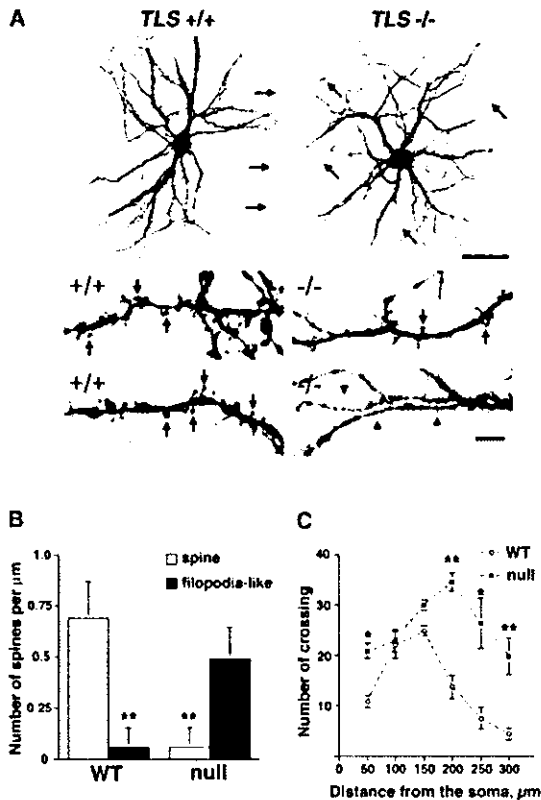 A
TLS +/+ TLS -/-
+/+ -/-
+/+ -/-
B
Number of spines per µm
1.0
0.75
0.5
0.25
0
spine
filopodia-like
** **
WT null
C
Number of crossing
40
30
20
10
0
WT
null
* ** * **
0 50 100 150 200 250 300
Distance from the soma, µm